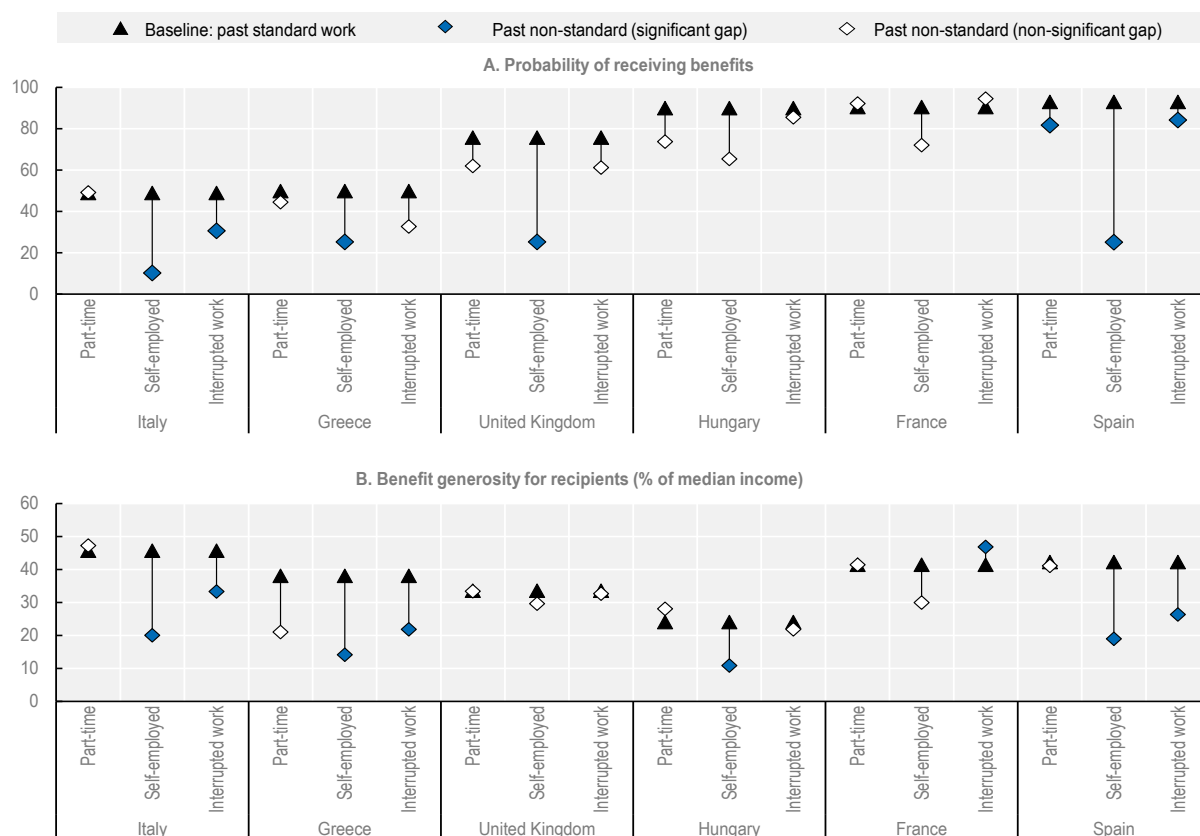 Baseline: past standard work Past non-standard (significant gap) Past non-standard (non-significant gap)
A. Probability of receiving benefits
100
80
60
40
20
0
Part-time Self-employed Interrupted work Part-time Self-employed Interrupted work Part-time Self-employed Interrupted work Part-time Self-employed Interrupted work Part-time Self-employed Interrupted work Part-time Self-employed Interrupted work
Italy Greece United Kingdom Hungary France Spain
B. Benefit generosity for recipients (% of median income)
60
50
40
30
20
10
0
Part-time Self-employed Interrupted work Part-time Self-employed Interrupted work Part-time Self-employed Interrupted work Part-time Self-employed Interrupted work Part-time Self-employed Interrupted work Part-time Self-employed Interrupted work
Italy Greece United Kingdom Hungary France Spain